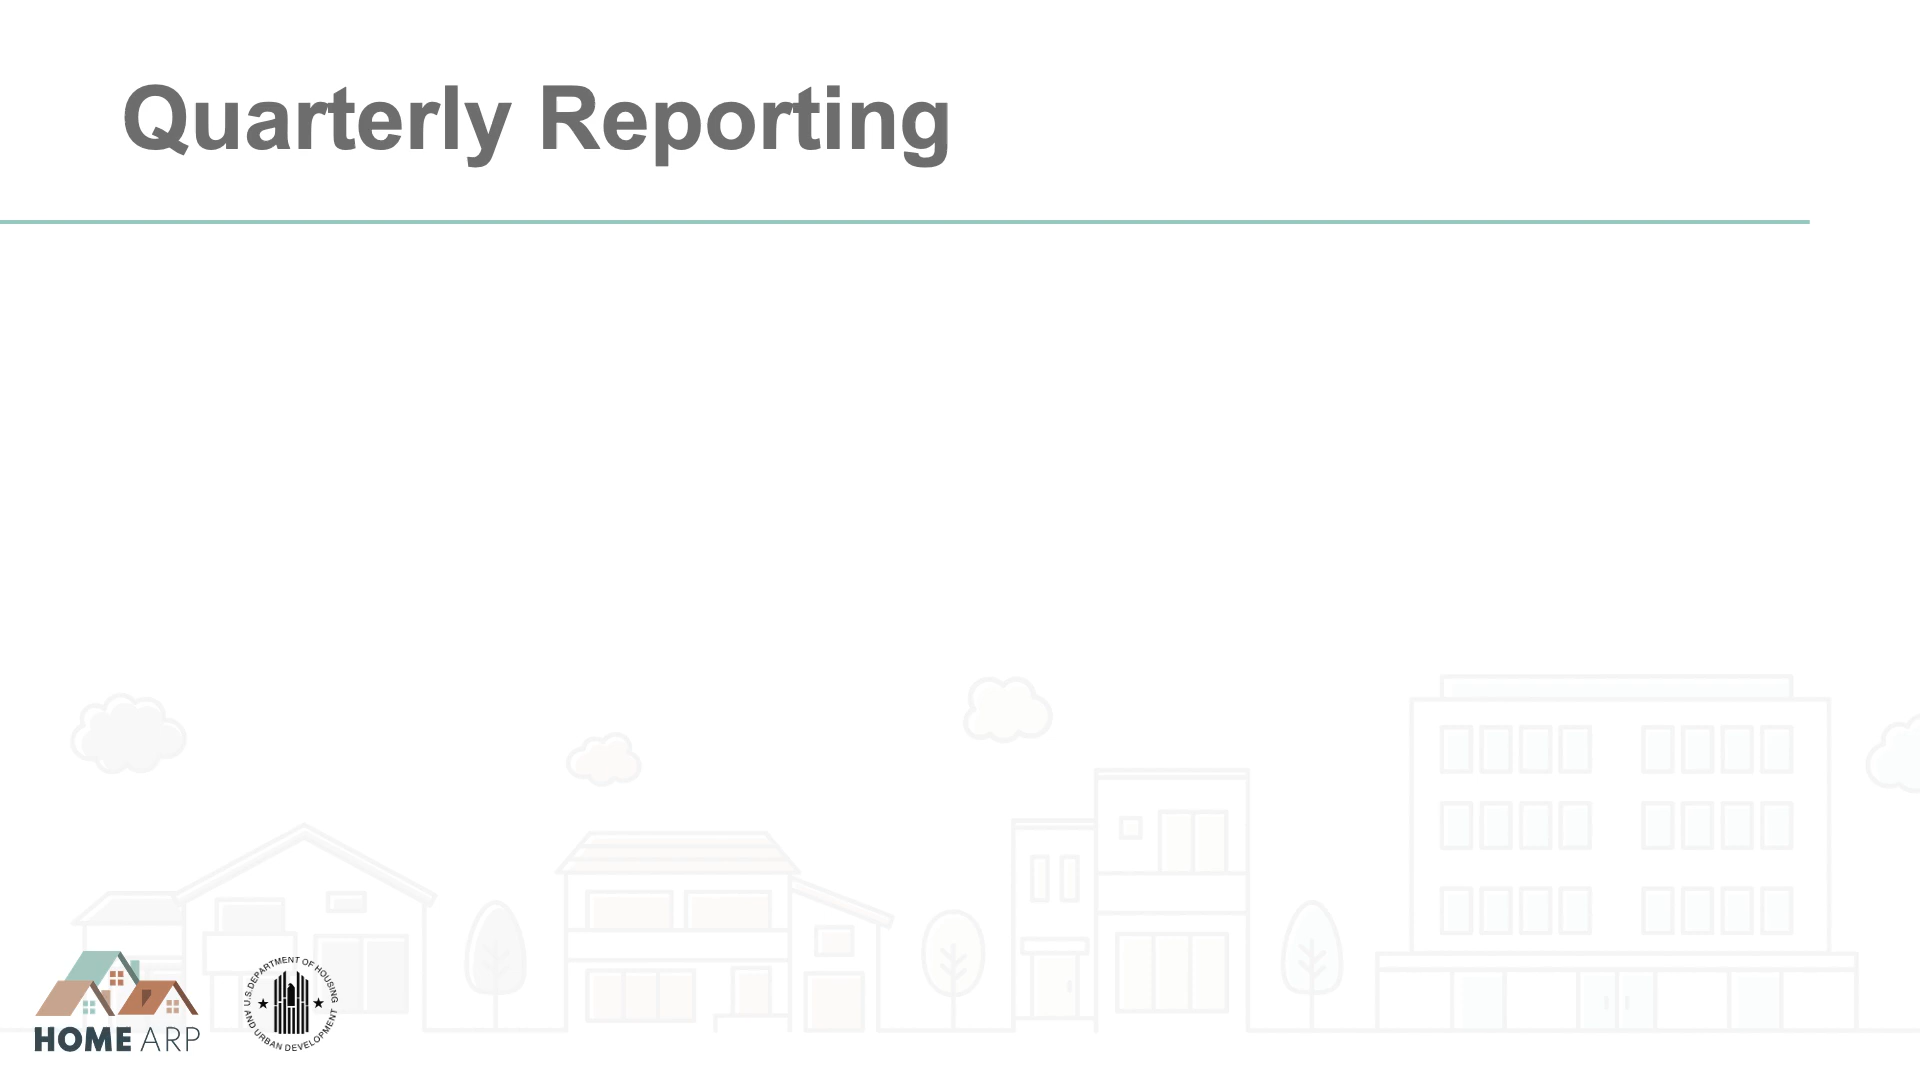 Quarterly Reporting
HOME ARP
U.S. DEPARTMENT OF HOUSING
AND URBAN DEVELOPMENT